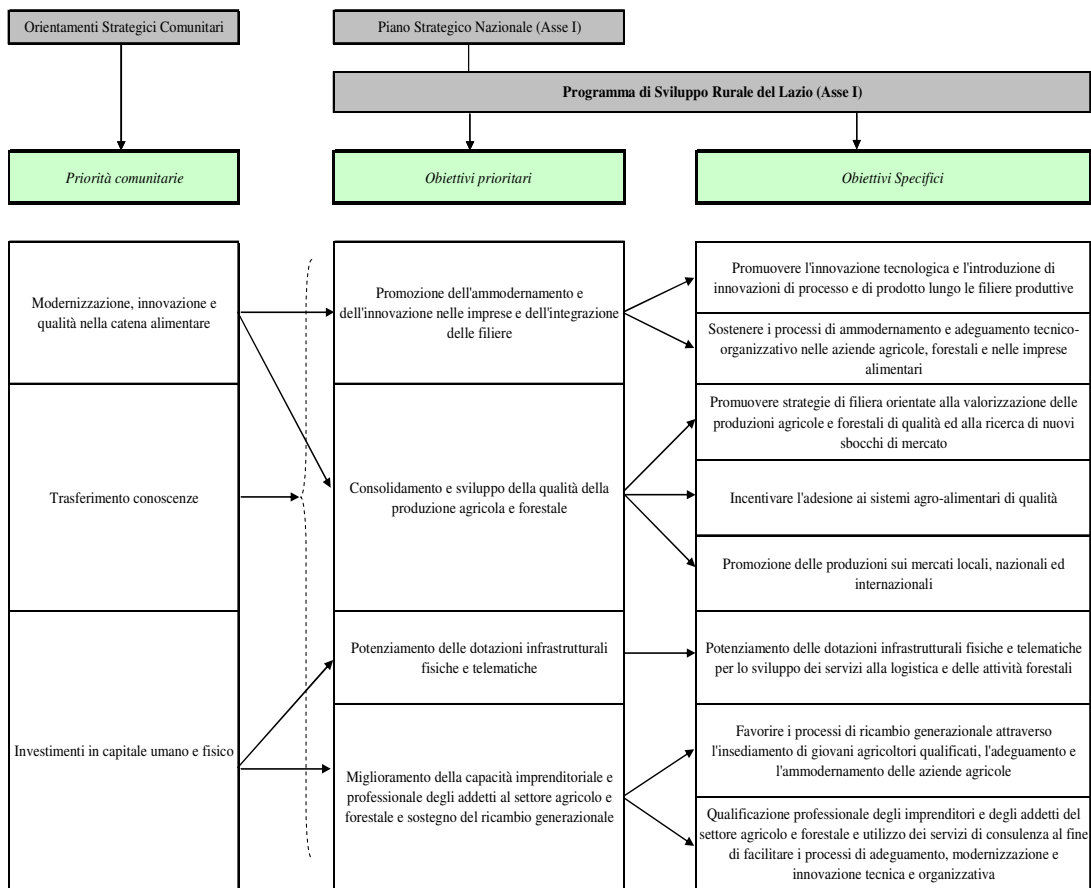 Orientamenti Strategici Comunitari
Piano Strategico Nazionale (Asse I)
Programma di Sviluppo Rurale del Lazio (Asse I)
Priorità comunitarie
Obiettivi prioritari
Obiettivi Specifici
Modernizzazione, innovazione e
qualità nella catena alimentare
Promozione dell'ammodernamento e
dell'innovazione nelle imprese e dell'integrazione
delle filiere
Promuovere l'innovazione tecnologica e l'introduzione di
innovazioni di processo e di prodotto lungo le filiere produttive
Sostenere i processi di ammodernamento e adeguamento tecnico-
organizzativo nelle aziende agricole, forestali e nelle imprese
alimentari
Trasferimento conoscenze
Consolidamento e sviluppo della qualità della
produzione agricola e forestale
Promuovere strategie di filiera orientate alla valorizzazione delle
produzioni agricole e forestali di qualità ed alla ricerca di nuovi
sbocchi di mercato
Incentivare l'adesione ai sistemi agro-alimentari di qualità
Promozione delle produzioni sui mercati locali, nazionali ed
internazionali
Investimenti in capitale umano e fisico
Potenziamento delle dotazioni infrastrutturali
fisiche e telematiche
Potenziamento delle dotazioni infrastrutturali fisiche e telematiche
per lo sviluppo dei servizi alla logistica e delle attività forestali
Miglioramento della capacità imprenditoriale e
professionale degli addetti al settore agricolo e
forestale e sostegno del ricambio generazionale
Favorire i processi di ricambio generazionale attraverso
l'insediamento di giovani agricoltori qualificati, l'adeguamento e
l'ammodernamento delle aziende agricole
Qualificazione professionale degli imprenditori e degli addetti del
settore agricolo e forestale e utilizzo dei servizi di consulenza al fine
di facilitare i processi di adeguamento, modernizzazione e
innovazione tecnica e organizzativa